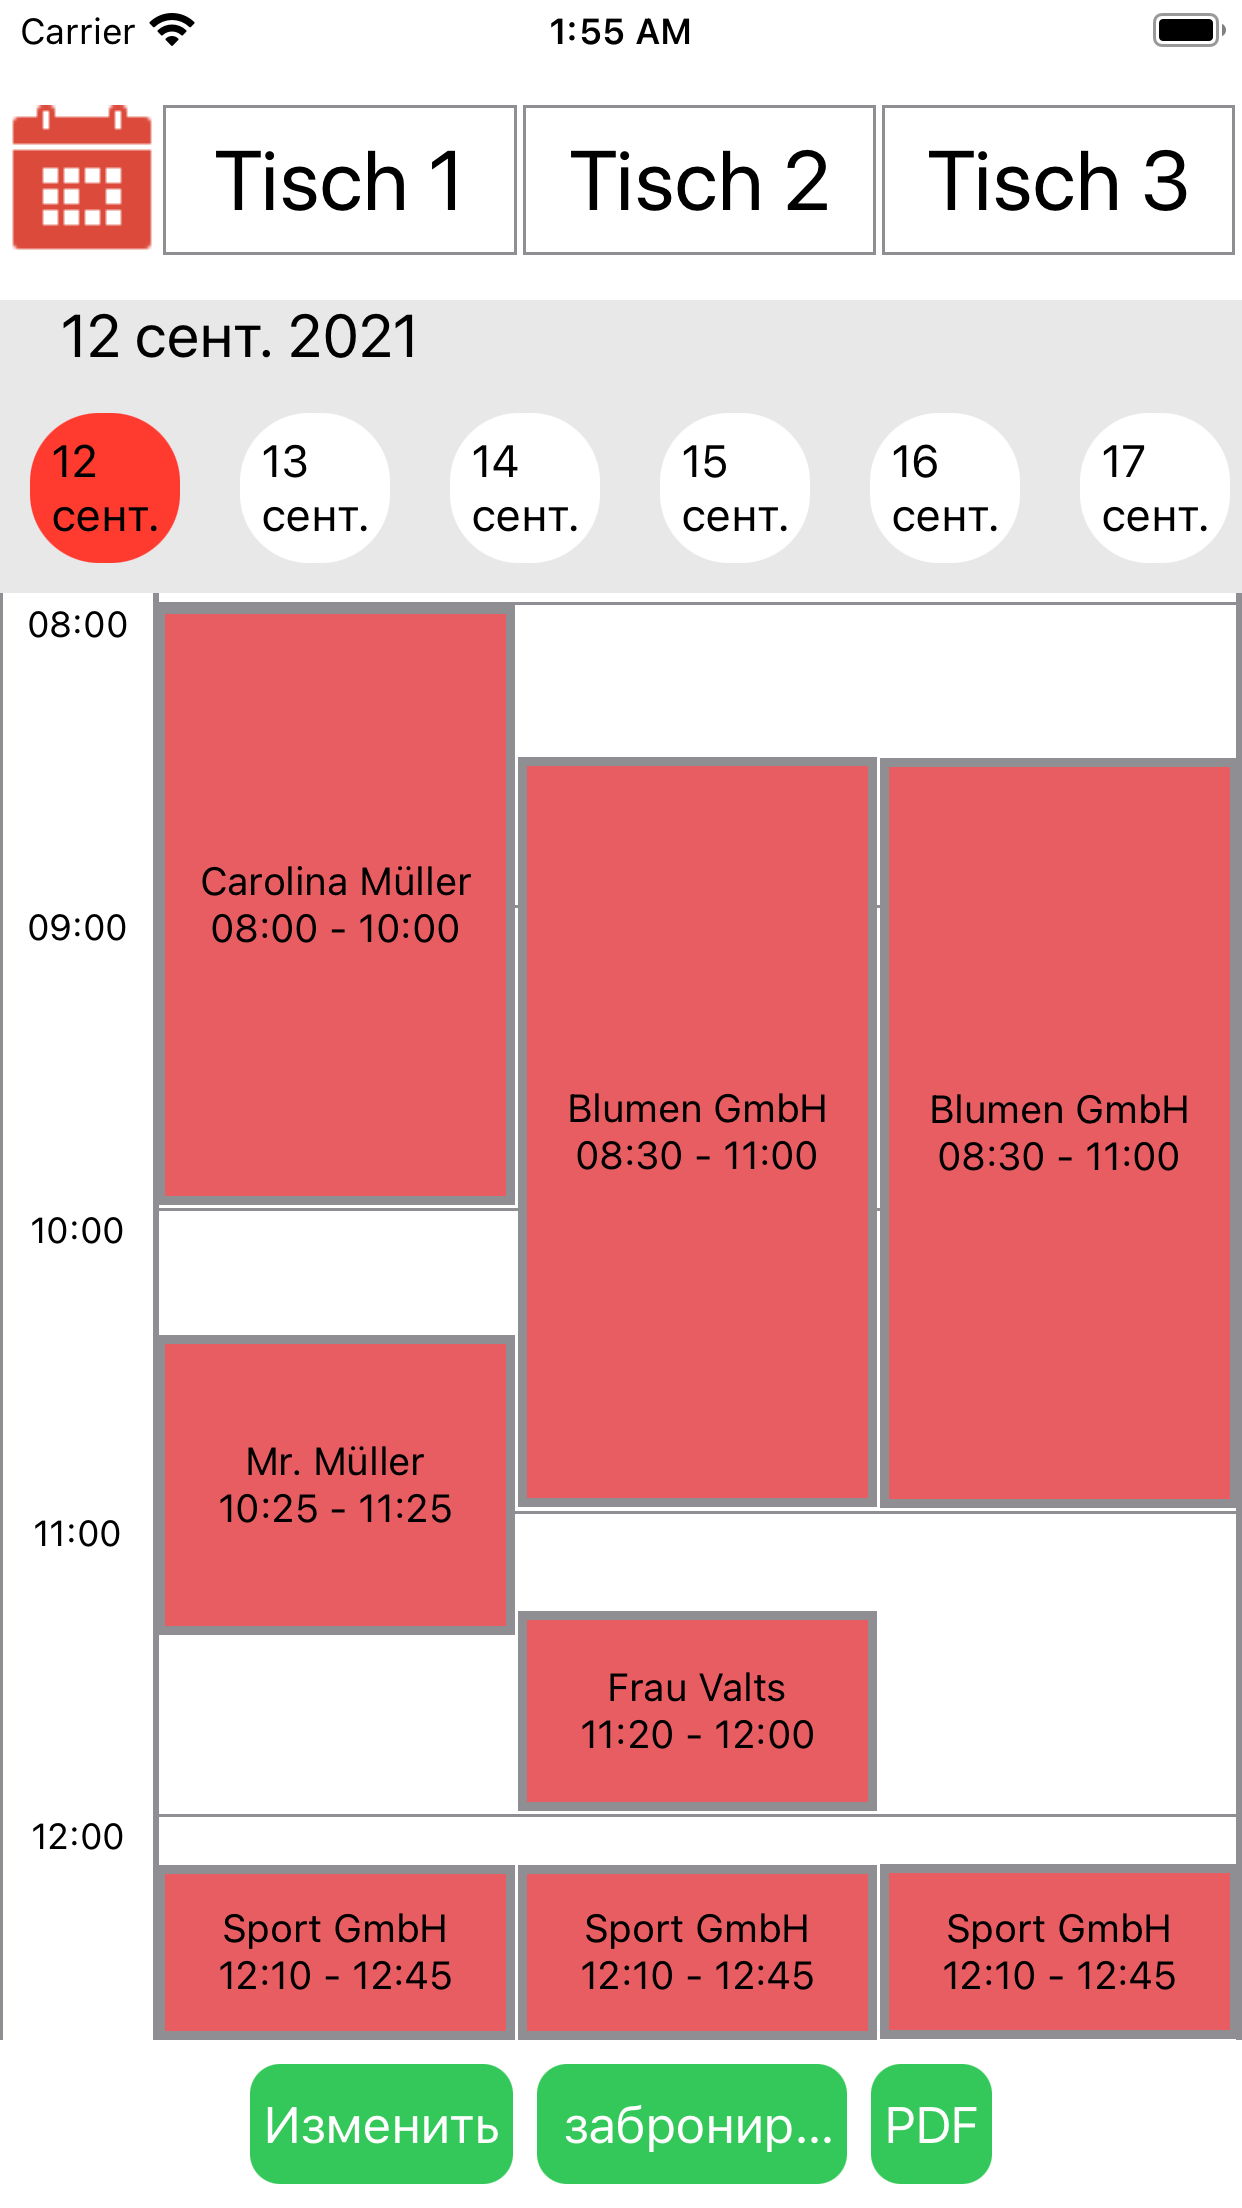 Carrier
1:55 AM
Tisch 1
Tisch 2
Tisch 3
12 сент. 2021
12
сент.
13
сент.
14
сент.
15
сент.
16
сент.
17
сент.
08:00
Carolina Müller
08:00 - 10:00
09:00
Blumen GmbH
08:30 - 11:00
Blumen GmbH
08:30 - 11:00
10:00
Mr. Müller
10:25 - 11:25
11:00
Frau Valts
11:20 - 12:00
12:00
Sport GmbH
12:10 - 12:45
Sport GmbH
12:10 - 12:45
Sport GmbH
12:10 - 12:45
Изменить
забронир...
PDF